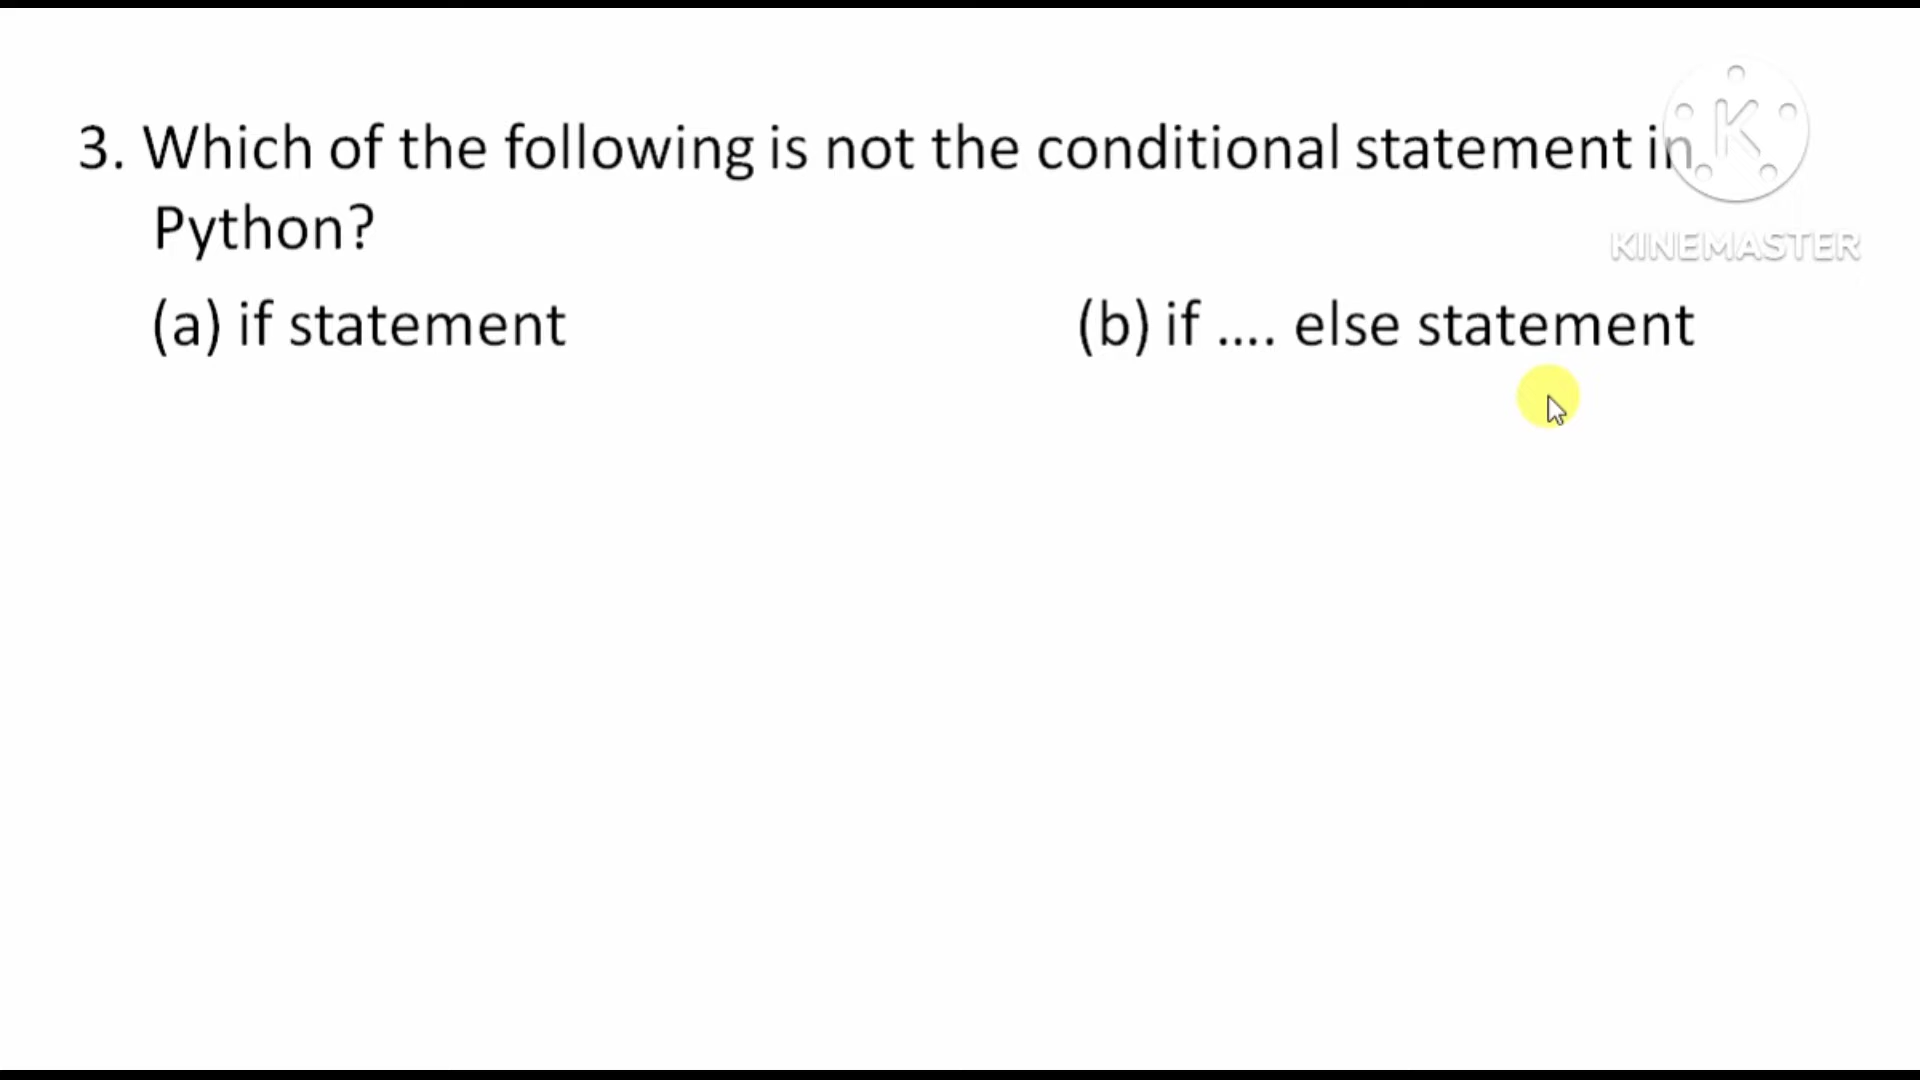 3. Which of the following is not the conditional statement in
Python?
(a) if statement
(b) if .... else statement
K
KINEMASTER